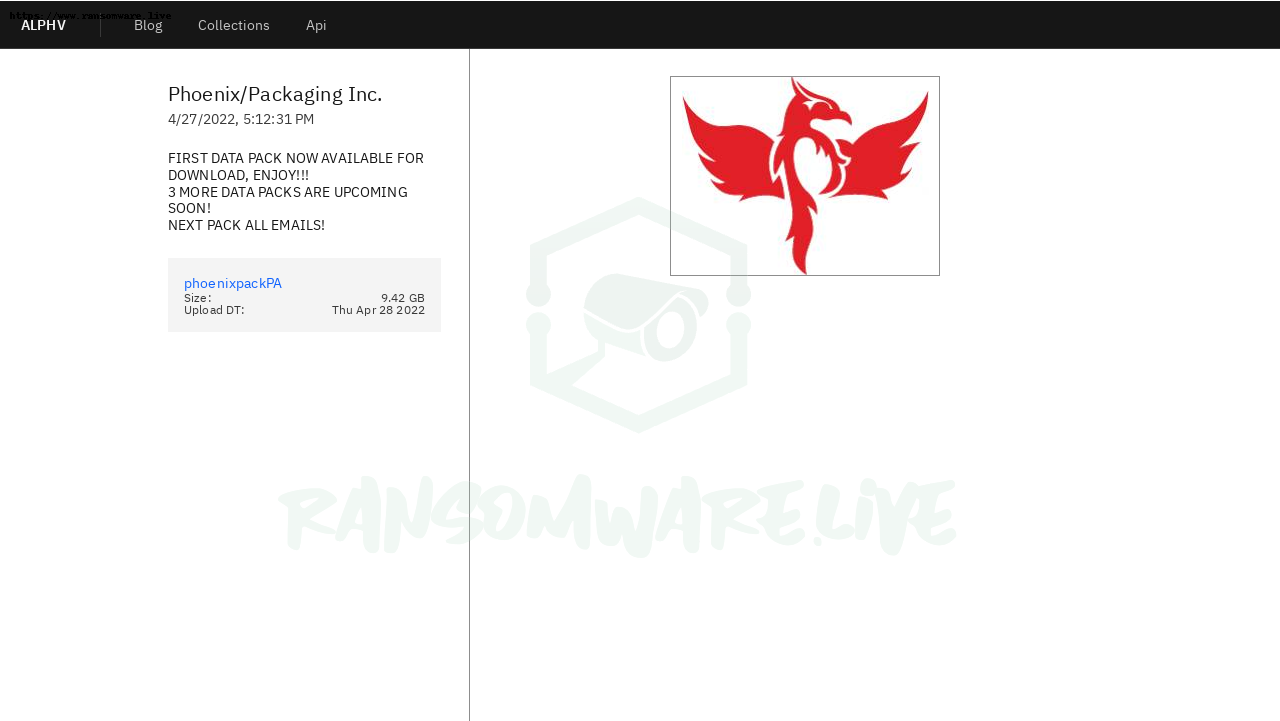 https://www.ransomware.live
ALPHV
Blog
Collections
Api
Phoenix/Packaging Inc.
4/27/2022, 5:12:31 PM
FIRST DATA PACK NOW AVAILABLE FOR
DOWNLOAD, ENJOY!!!
3 MORE DATA PACKS ARE UPCOMING
SOON!
NEXT PACK ALL EMAILS!
phoenixpackPA
Size: 9.42 GB
Upload DT: Thu Apr 28 2022
RANSOMWARE.LiVE